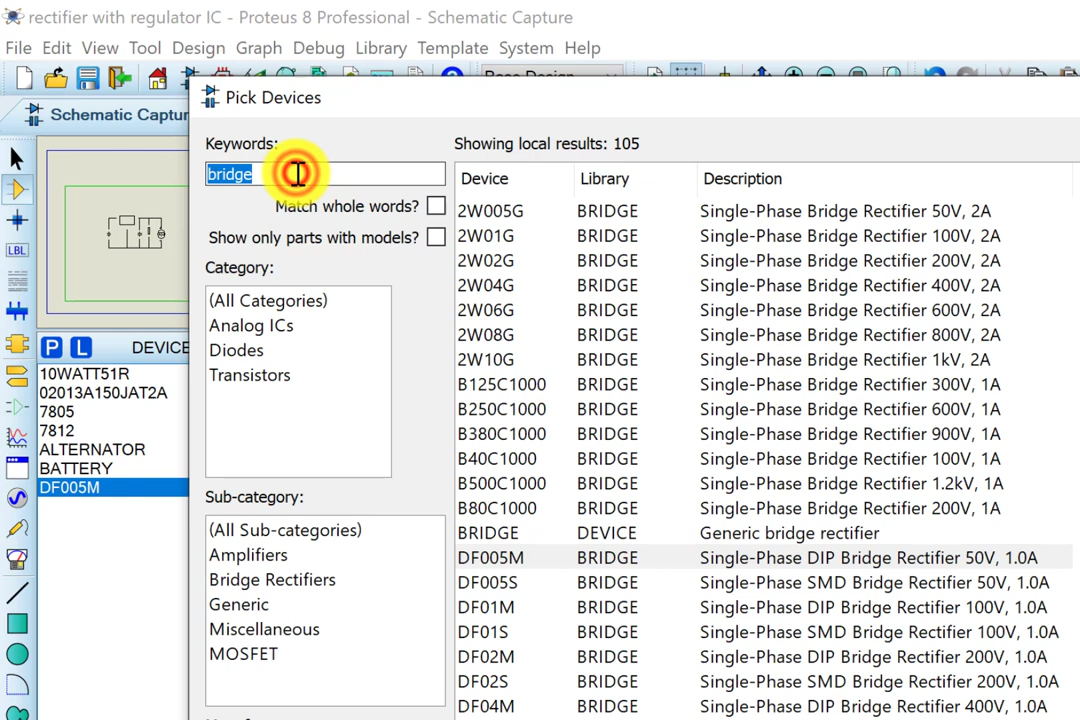 rectifier with regulator IC - Proteus 8 Professional - Schematic Capture
File Edit View Tool Design Graph Debug Library Template System Help
Base Design
Schematic Captur
Pick Devices
Keywords:
bridge
Match whole words?
Show only parts with models?
Category:
(All Categories)
Analog ICs
Diodes
Transistors
Sub-category:
(All Sub-categories)
Amplifiers
Bridge Rectifiers
Generic
Miscellaneous
MOSFET
LBL
P L DEVICE
10WATT51R
02013A150JAT2A
7805
7812
ALTERNATOR
BATTERY
DF005M
Showing local results: 105
Device Library Description
2W005G BRIDGE Single-Phase Bridge Rectifier 50V, 2A
2W01G BRIDGE Single-Phase Bridge Rectifier 100V, 2A
2W02G BRIDGE Single-Phase Bridge Rectifier 200V, 2A
2W04G BRIDGE Single-Phase Bridge Rectifier 400V, 2A
2W06G BRIDGE Single-Phase Bridge Rectifier 600V, 2A
2W08G BRIDGE Single-Phase Bridge Rectifier 800V, 2A
2W10G BRIDGE Single-Phase Bridge Rectifier 1kV, 2A
B125C1000 BRIDGE Single-Phase Bridge Rectifier 300V, 1A
B250C1000 BRIDGE Single-Phase Bridge Rectifier 600V, 1A
B380C1000 BRIDGE Single-Phase Bridge Rectifier 900V, 1A
B40C1000 BRIDGE Single-Phase Bridge Rectifier 100V, 1A
B500C1000 BRIDGE Single-Phase Bridge Rectifier 1.2kV, 1A
B80C1000 BRIDGE Single-Phase Bridge Rectifier 200V, 1A
BRIDGE DEVICE Generic bridge rectifier
DF005M BRIDGE Single-Phase DIP Bridge Rectifier 50V, 1.0A
DF005S BRIDGE Single-Phase SMD Bridge Rectifier 50V, 1.0A
DF01M BRIDGE Single-Phase DIP Bridge Rectifier 100V, 1.0A
DF01S BRIDGE Single-Phase SMD Bridge Rectifier 100V, 1.0A
DF02M BRIDGE Single-Phase DIP Bridge Rectifier 200V, 1.0A
DF02S BRIDGE Single-Phase SMD Bridge Rectifier 200V, 1.0A
DF04M BRIDGE Single-Phase DIP Bridge Rectifier 400V, 1.0A